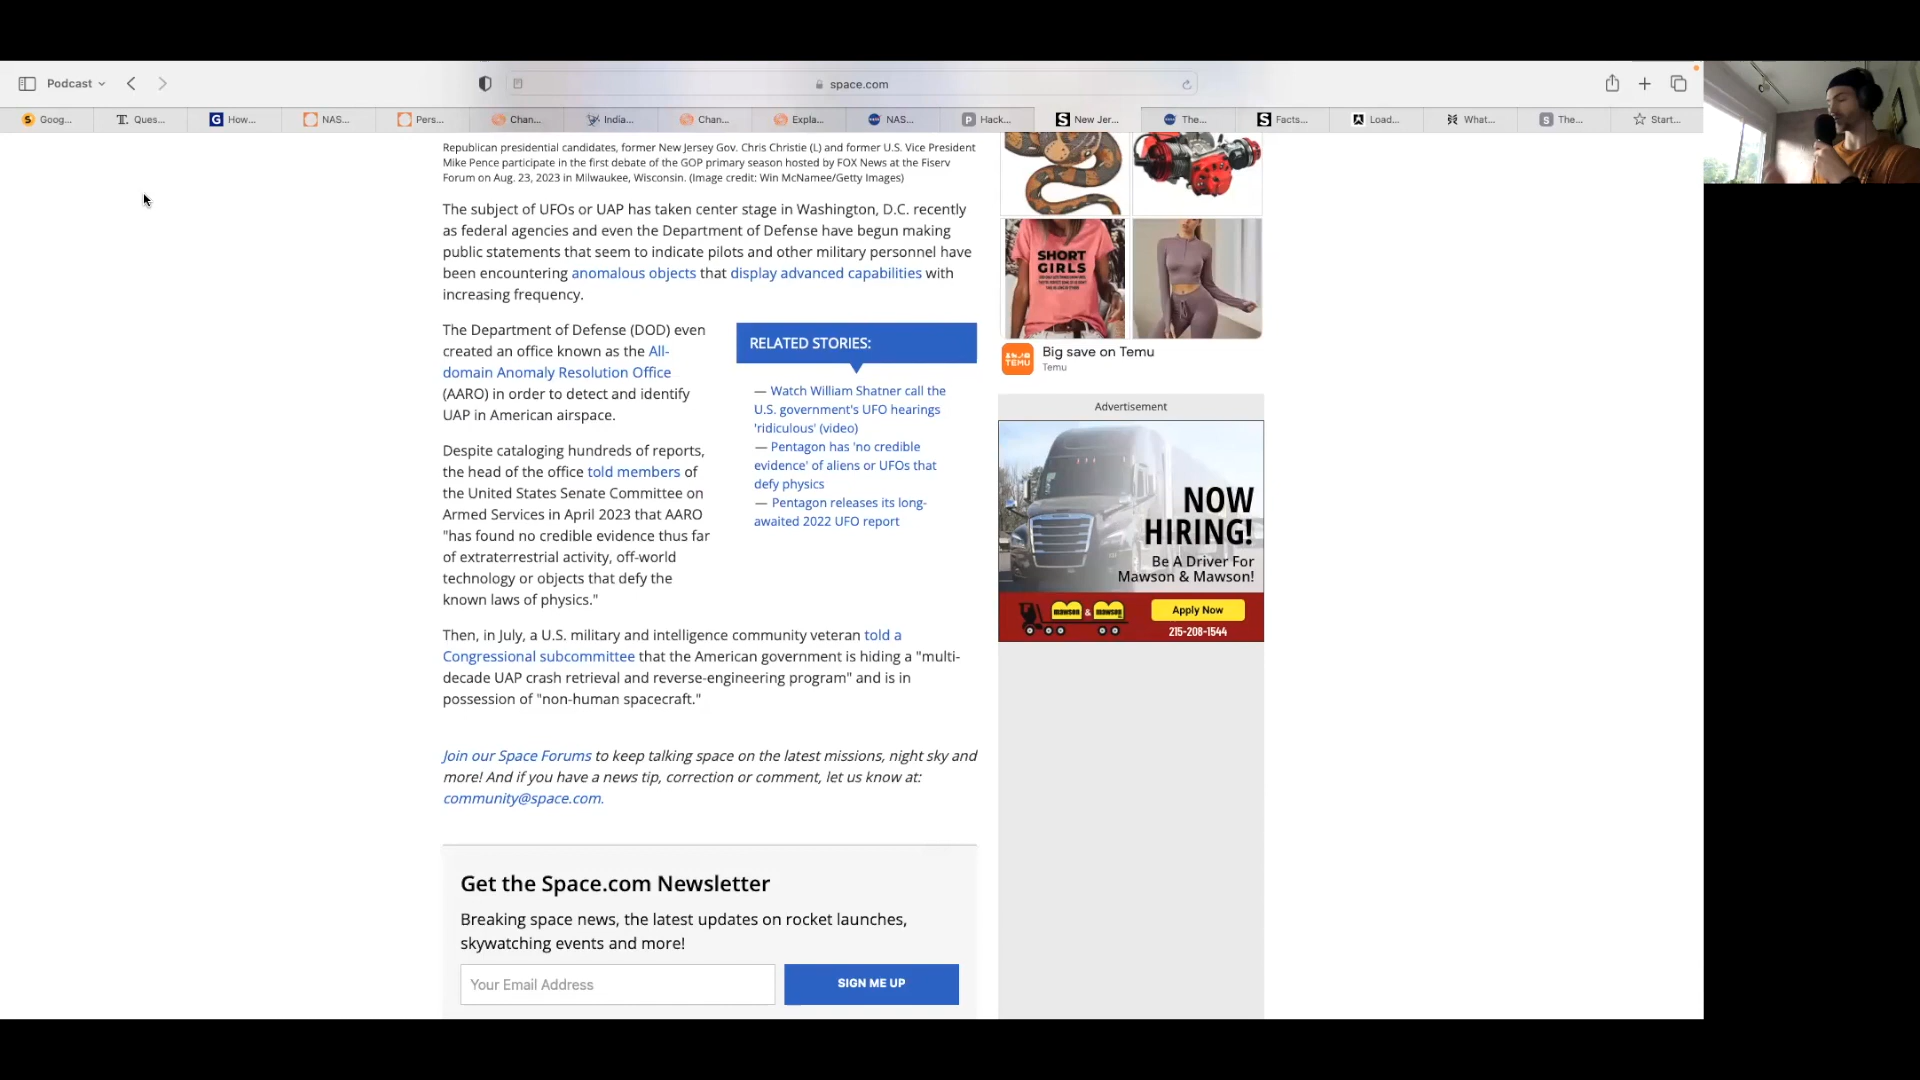 Podcast
space.com
Goog...
Ques...
How...
NAS...
Pers...
Chan...
India...
Chan...
Expla...
NAS...
Hack...
New Jer...
The...
Facts...
Load...
What...
The...
Start...
Republican presidential candidates, former New Jersey Gov. Chris Christie (L) and former U.S. Vice President
Mike Pence participate in the first debate of the GOP primary season hosted by FOX News at the Fiserv
Forum on Aug. 23, 2023 in Milwaukee, Wisconsin. (Image credit: Win McNamee/Getty Images)
The subject of UFOs or UAP has taken center stage in Washington, D.C. recently
as federal agencies and even the Department of Defense have begun making
public statements that seem to indicate pilots and other military personnel have
been encountering anomalous objects that display advanced capabilities with
increasing frequency.
The Department of Defense (DOD) even
created an office known as the All-
domain Anomaly Resolution Office
(AARO) in order to detect and identify
UAP in American airspace.
Despite cataloging hundreds of reports,
the head of the office told members of
the United States Senate Committee on
Armed Services in April 2023 that AARO
"has found no credible evidence thus far
of extraterrestrial activity, off-world
technology or objects that defy the
known laws of physics."
RELATED STORIES:
— Watch William Shatner call the
U.S. government's UFO hearings
'ridiculous' (video)
— Pentagon has 'no credible
evidence' of aliens or UFOs that
defy physics
— Pentagon releases its long-
awaited 2022 UFO report
Then, in July, a U.S. military and intelligence community veteran told a
Congressional subcommittee that the American government is hiding a "multi-
decade UAP crash retrieval and reverse-engineering program" and is in
possession of "non-human spacecraft."
Join our Space Forums to keep talking space on the latest missions, night sky and
more! And if you have a news tip, correction or comment, let us know at:
community@space.com.
Get the Space.com Newsletter
Breaking space news, the latest updates on rocket launches,
skywatching events and more!
Your Email Address
SIGN ME UP
SHORT
GIRLS
TEMU
Big save on Temu
Temu
Advertisement
NOW
HIRING!
Be A Driver For
Mawson & Mawson!
mawson & mawson
Apply Now
215-208-1544